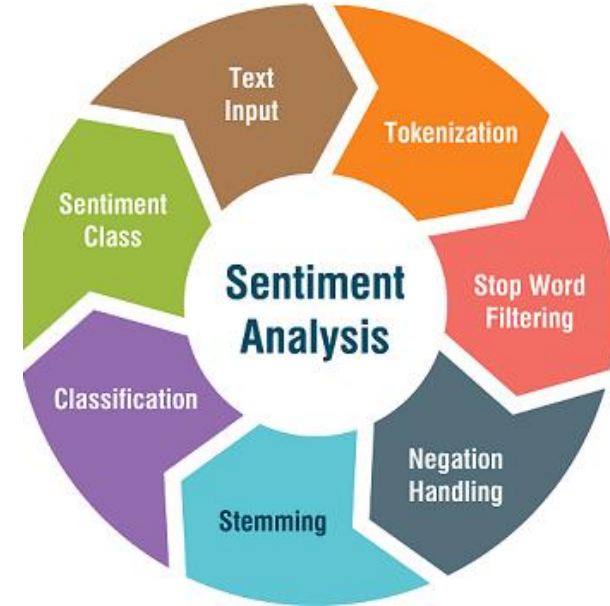 Text
Input
Tokenization
Stop Word
Filtering
Negation
Handling
Stemming
Classification
Sentiment
Class
Sentiment
Analysis